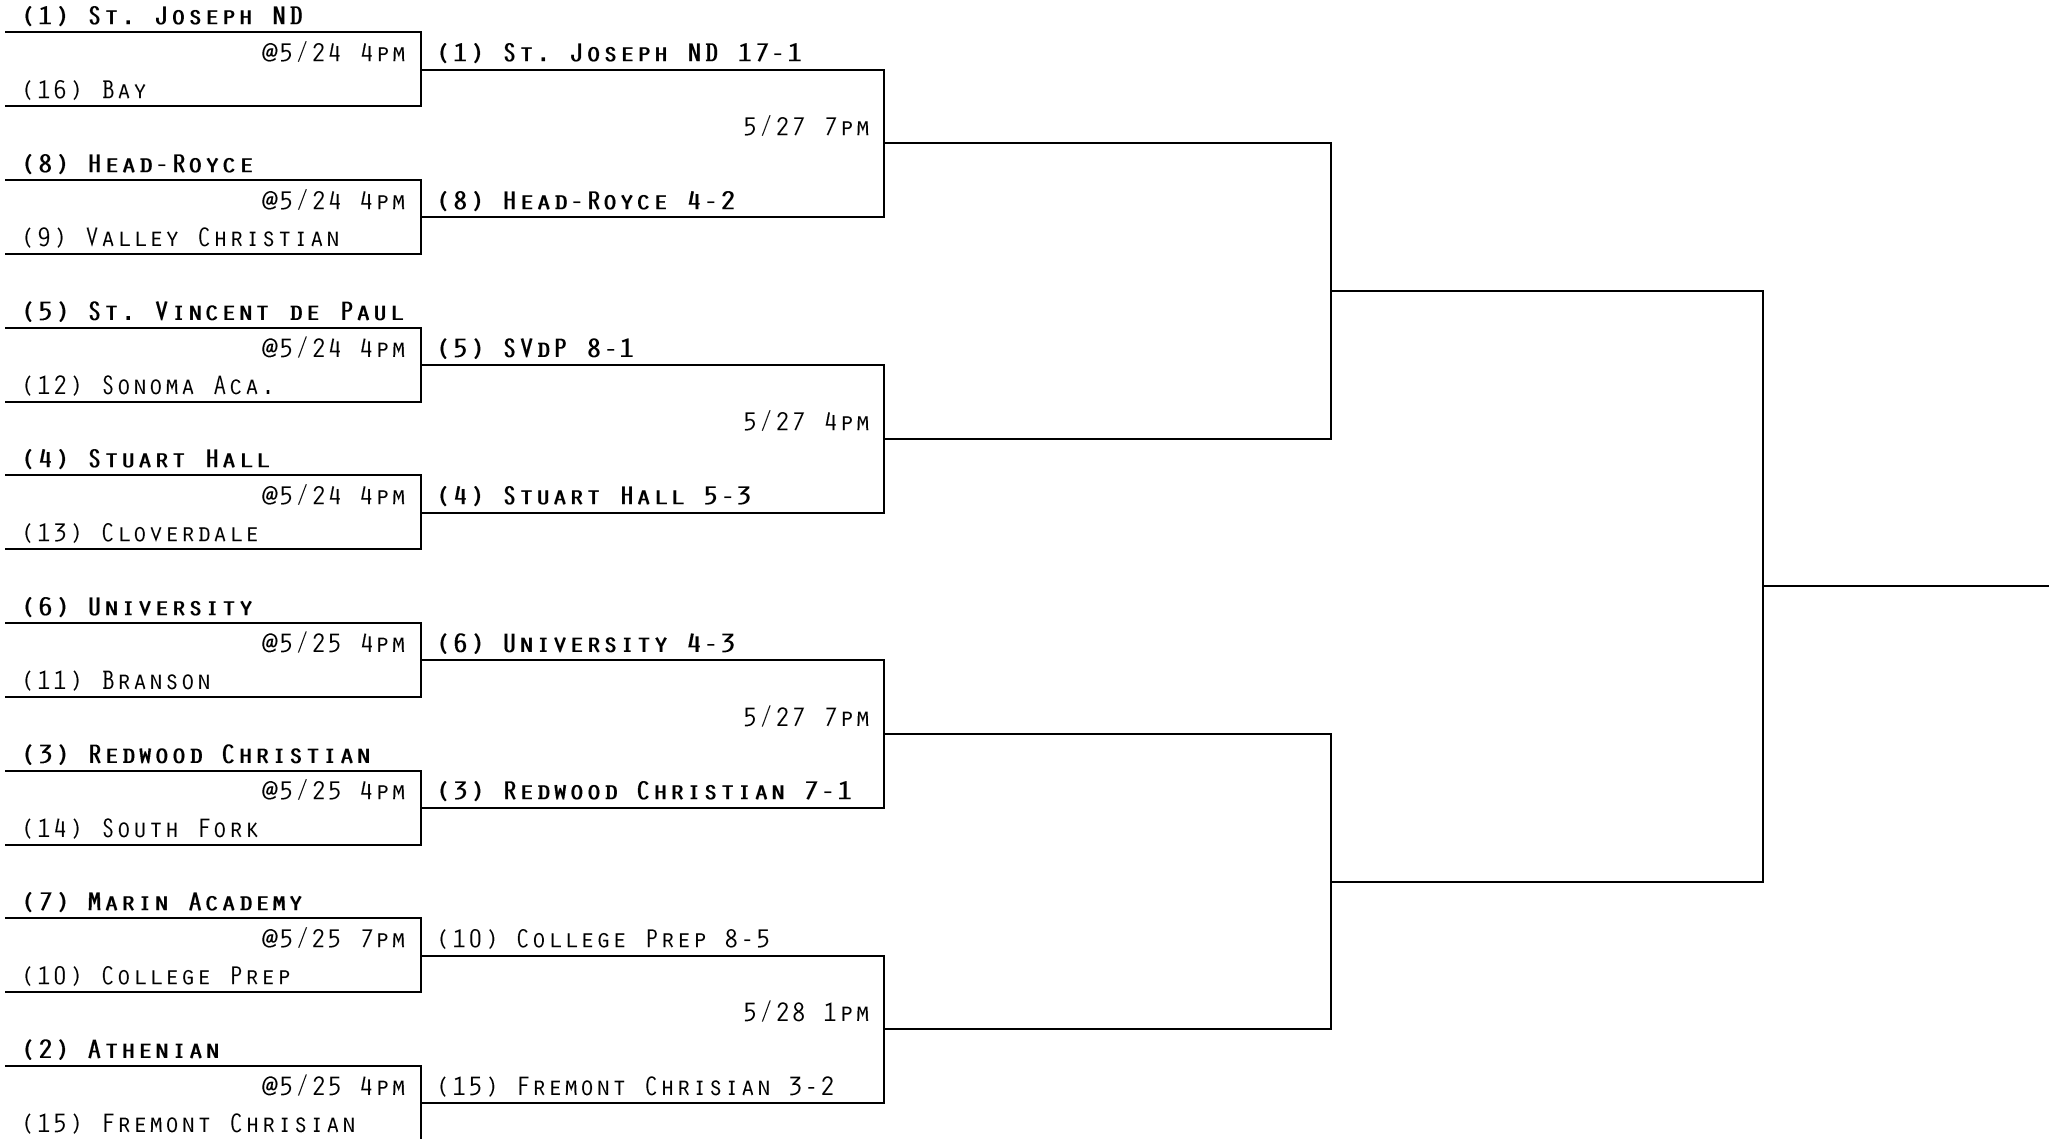 (1) St. Joseph ND
@5/24 4pm
(1) St. Joseph ND 17-1
(16) Bay
5/27 7pm
(8) Head-Royce
@5/24 4pm
(8) Head-Royce 4-2
(9) Valley Christian
(5) St. Vincent de Paul
@5/24 4pm
(5) SVdP 8-1
(12) Sonoma Aca.
5/27 4pm
(4) Stuart Hall
@5/24 4pm
(4) Stuart Hall 5-3
(13) Cloverdale
(6) University
@5/25 4pm
(6) University 4-3
(11) Branson
5/27 7pm
(3) Redwood Christian
@5/25 4pm
(3) Redwood Christian 7-1
(14) South Fork
(7) Marin Academy
@5/25 7pm
(10) College Prep 8-5
(10) College Prep
5/28 1pm
(2) Athenian
@5/25 4pm
(15) Fremont Chrisian 3-2
(15) Fremont Chrisian